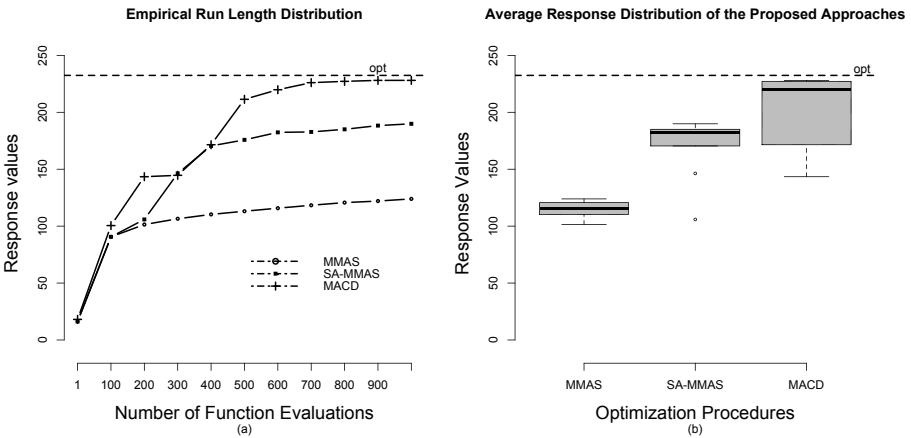 Empirical Run Length Distribution
Response values
0
50
100
150
200
250
opt
MMAS
SA-MMAS
MACD
1 100 200 300 400 500 600 700 800 900
Number of Function Evaluations
(a)
Average Response Distribution of the Proposed Approaches
Response Values
0
50
100
150
200
250
opt
MMAS SA-MMAS MACD
Optimization Procedures
(b)